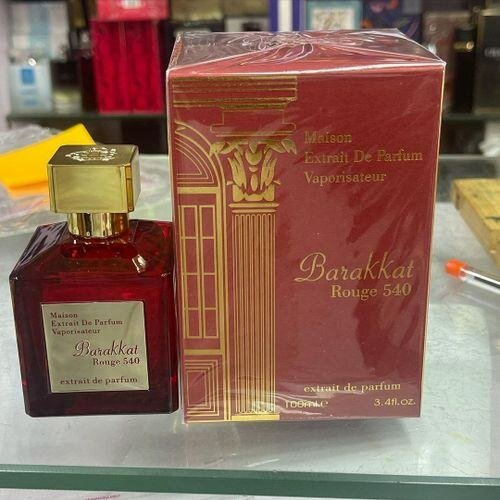 Maison
Extrait De Parfum
Vaporisateur
Barakkat
Rouge 540
extrait de parfum
Maison
Extrait De Parfum
Vaporisateur
Barakkat
Rouge 540
extrait de parfum
100ml e 3.4fl.oz.